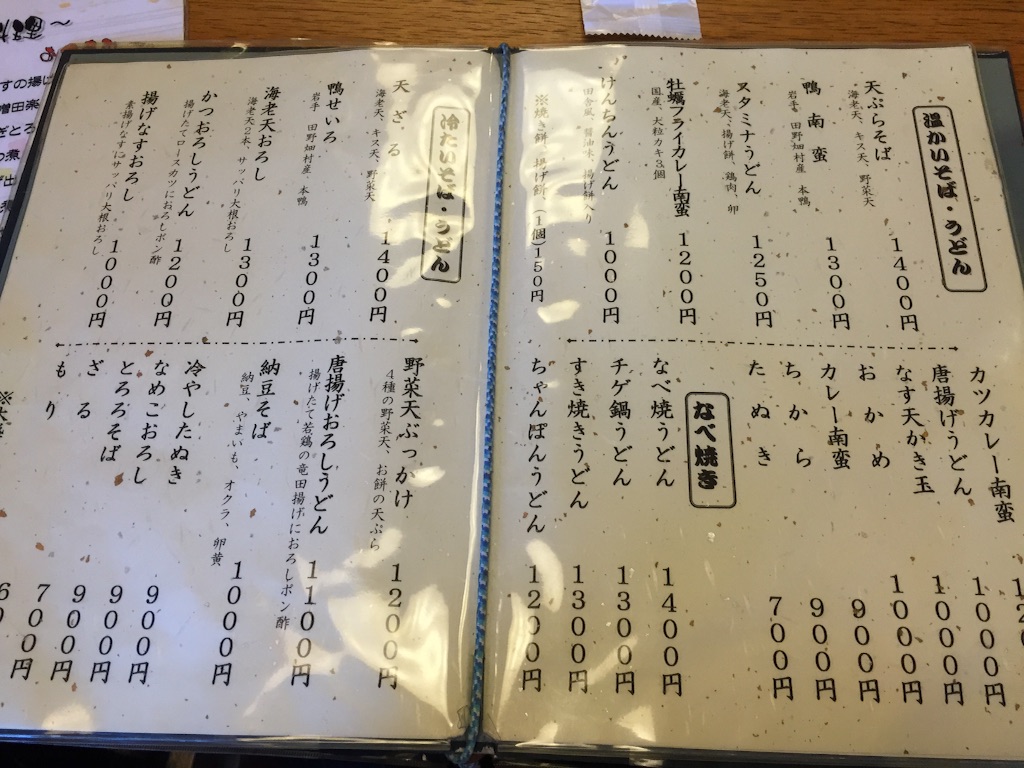 温かいそば・うどん
天ぷらそば 1400円
海老天、キス天、野菜天
鴨南蛮 1300円
岩手 田野畑村産 本鴨
スタミナうどん 1250円
海老天、揚げ餅、鶏肉、卵
牡蠣フライカレー南蛮 1200円
国産、大粒カキ3個
けんちんうどん 1000円
田舎風、醤油味、揚げ餅入り
※焼き餅、揚げ餅、(1個)150円
カツカレー南蛮
唐揚げうどん 1000円
なす天かき玉 1000円
おかめ 1000円
カレー南蛮 900円
ちから 900円
たぬき 700円
なべ焼き
なべ焼うどん 1400円
チゲ鍋うどん 1300円
すき焼きうどん 1300円
ちゃんぽんうどん 1200円
冷たいそば・うどん
天ざる 1400円
海老天、キス天、野菜天
鴨せいろ 1300円
岩手 田野畑村産 本鴨
海老天おろし 1300円
海老天2本、サッパリ大根おろし
かつおろしうどん 1200円
揚げたてロースカツにおろしポン酢
揚げなすおろし 1000円
素揚げなすにサッパリ大根おろし
野菜天ぶっかけ 1200円
4種の野菜天、お餅の天ぷら
唐揚げおろしうどん 1100円
揚げたて若鶏の竜田揚げにおろしポン酢
納豆そば 1000円
納豆、やまいも、オクラ、卵黄
冷やしたぬき 900円
なめこおろし 900円
とろろそば 900円
ざる 700円
もり